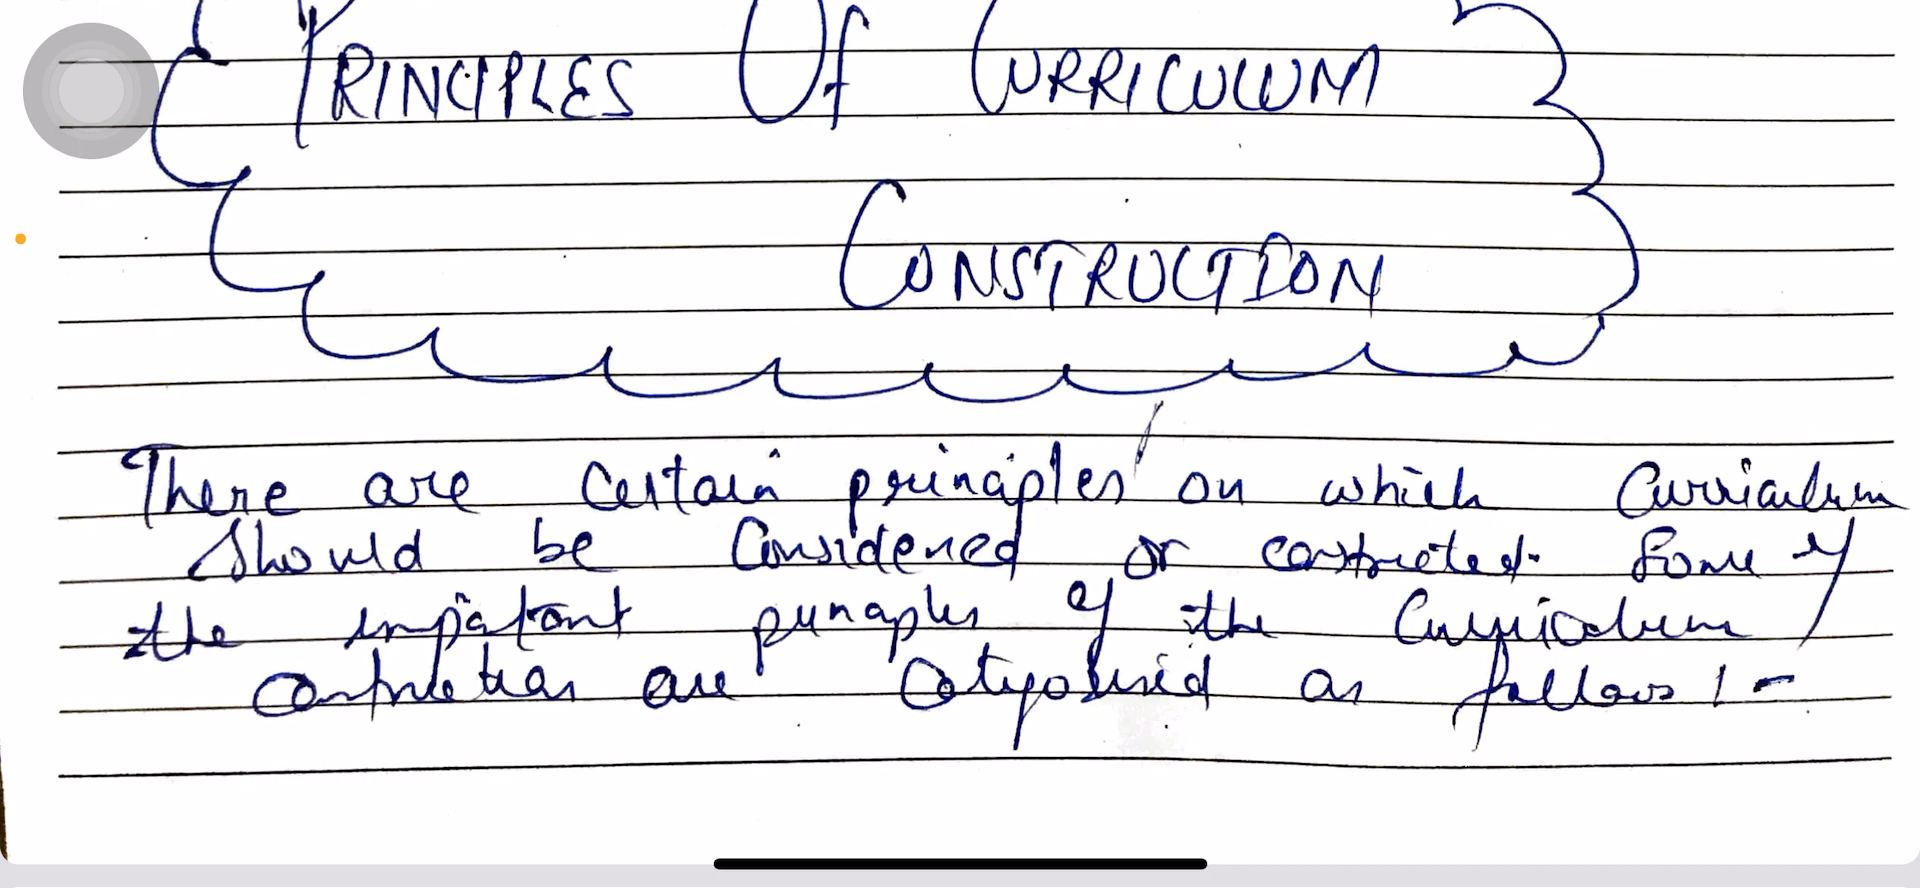 PRINCIPLES Of CURRICULUM
CONSTRUCTION
There are certain principles on which Curriculum
Should be Considered or constructed. Some of
the important principles of the Curriculum
construction are Categorised as follows :-